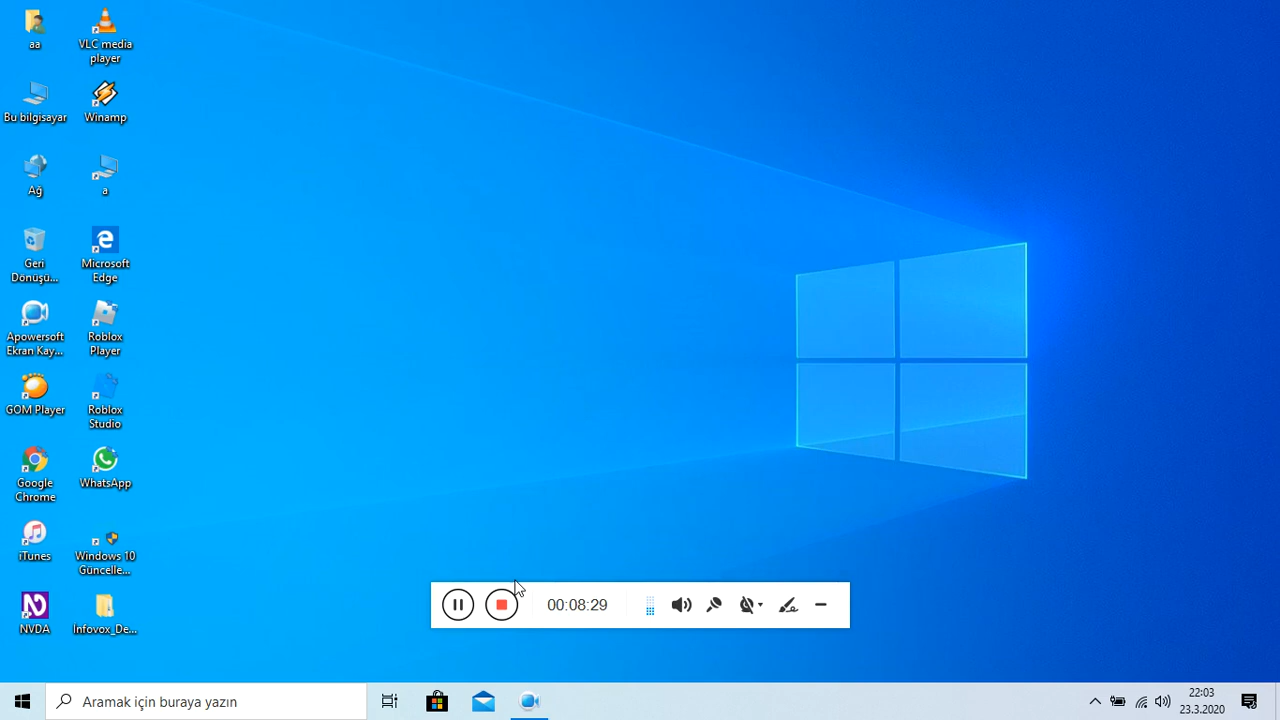 aa
VLC media
player
Bu bilgisayar
Winamp
Ağ
a
Geri
Dönüşü...
Microsoft
Edge
Apowersoft
Ekran Kay...
Roblox
Player
GOM Player
Roblox
Studio
Google
Chrome
WhatsApp
iTunes
Windows 10
Güncelle...
NVDA
Infovox_De...
00:08:29
Aramak için buraya yazın
22:03
23.3.2020